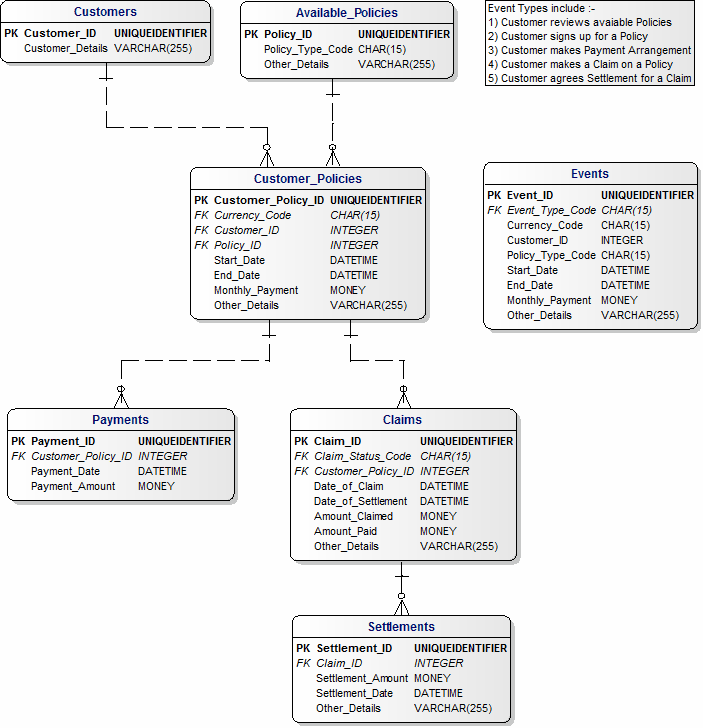 Customers
PK Customer_ID UNIQUEIDENTIFIER
Customer_Details VARCHAR(255)
Available_Policies
PK Policy_ID UNIQUEIDENTIFIER
Policy_Type_Code CHAR(15)
Other_Details VARCHAR(255)
Event Types include :-
1) Customer reviews avaiable Policies
2) Customer signs up for a Policy
3) Customer makes Payment Arrangement
4) Customer makes a Claim on a Policy
5) Customer agrees Settlement for a Claim
Customer_Policies
PK Customer_Policy_ID UNIQUEIDENTIFIER
FK Currency_Code CHAR(15)
FK Customer_ID INTEGER
FK Policy_ID INTEGER
Start_Date DATETIME
End_Date DATETIME
Monthly_Payment MONEY
Other_Details VARCHAR(255)
Events
PK Event_ID UNIQUEIDENTIFIER
FK Event_Type_Code CHAR(15)
Currency_Code CHAR(15)
Customer_ID INTEGER
Policy_Type_Code CHAR(15)
Start_Date DATETIME
End_Date DATETIME
Monthly_Payment MONEY
Other_Details VARCHAR(255)
Payments
PK Payment_ID UNIQUEIDENTIFIER
FK Customer_Policy_ID INTEGER
Payment_Date DATETIME
Payment_Amount MONEY
Claims
PK Claim_ID UNIQUEIDENTIFIER
FK Claim_Status_Code CHAR(15)
FK Customer_Policy_ID INTEGER
Date_of_Claim DATETIME
Date_of_Settlement DATETIME
Amount_Claimed MONEY
Amount_Paid MONEY
Other_Details VARCHAR(255)
Settlements
PK Settlement_ID UNIQUEIDENTIFIER
FK Claim_ID INTEGER
Settlement_Amount MONEY
Settlement_Date DATETIME
Other_Details VARCHAR(255)